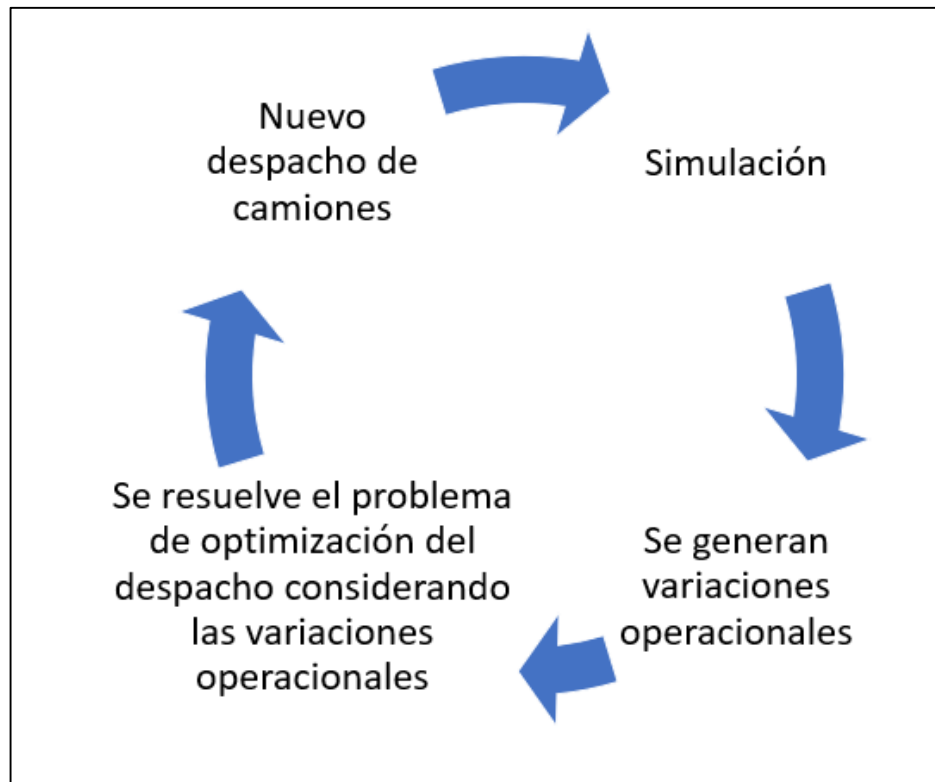 Nuevo
despacho de
camiones
Simulación
Se generan
variaciones
operacionales
Se resuelve el problema
de optimización del
despacho considerando
las variaciones
operacionales